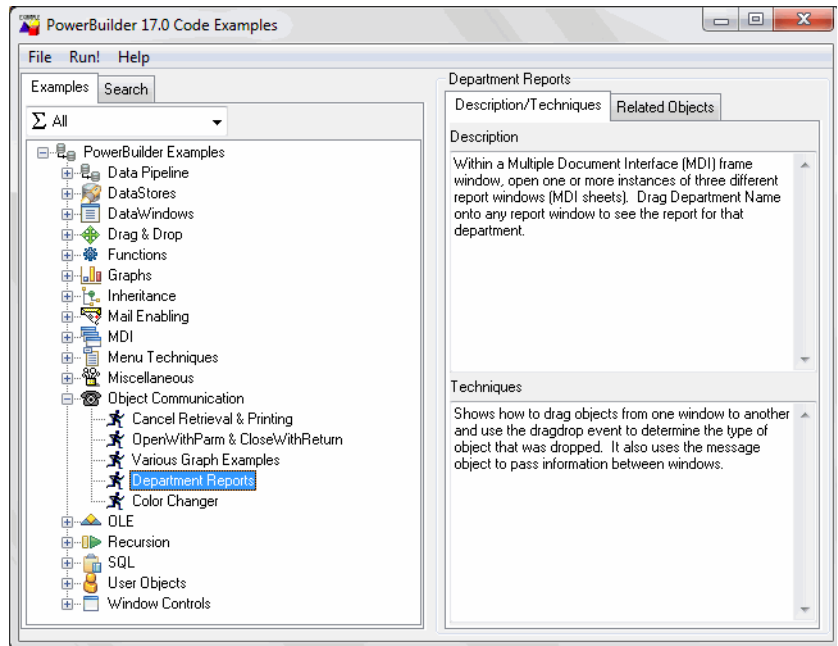 PowerBuilder 17.0 Code Examples
File Run! Help
Examples Search
Σ All
PowerBuilder Examples
Data Pipeline
DataStores
DataWindows
Drag & Drop
Functions
Graphs
Inheritance
Mail Enabling
MDI
Menu Techniques
Miscellaneous
Object Communication
Cancel Retrieval & Printing
OpenWithParm & CloseWithReturn
Various Graph Examples
Department Reports
Color Changer
OLE
Recursion
SQL
User Objects
Window Controls
Department Reports
Description/Techniques Related Objects
Description
Within a Multiple Document Interface (MDI) frame
window, open one or more instances of three different
report windows (MDI sheets). Drag Department Name
onto any report window to see the report for that
department.
Techniques
Shows how to drag objects from one window to another
and use the dragdrop event to determine the type of
object that was dropped. It also uses the message
object to pass information between windows.